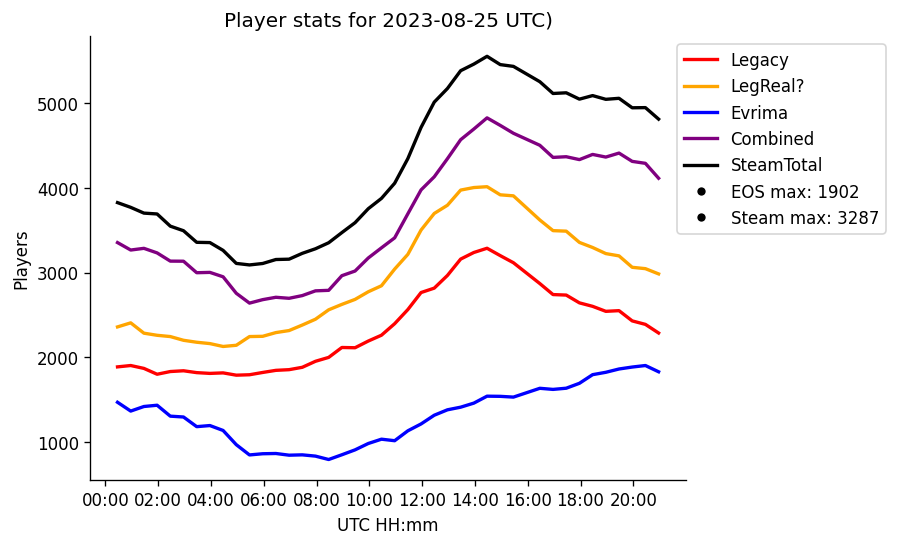 Player stats for 2023-08-25 UTC)
Legacy
LegReal?
Evrima
Combined
SteamTotal
EOS max: 1902
Steam max: 3287
Players
5000
4000
3000
2000
1000
00:00 02:00 04:00 06:00 08:00 10:00 12:00 14:00 16:00 18:00 20:00
UTC HH:mm